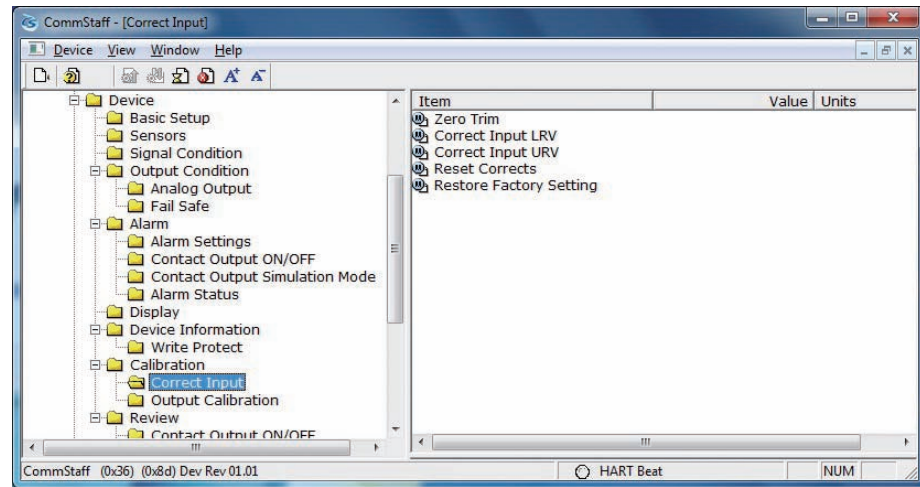 CommStaff - [Correct Input]
Device View Window Help
Device
Basic Setup
Sensors
Signal Condition
Output Condition
Analog Output
Fail Safe
Alarm
Alarm Settings
Contact Output ON/OFF
Contact Output Simulation Mode
Alarm Status
Display
Device Information
Write Protect
Calibration
Correct Input
Output Calibration
Review
Contact Output ON/OFF
Item Value Units
Zero Trim
Correct Input LRV
Correct Input URV
Reset Corrects
Restore Factory Setting
CommStaff (0x36) (0x8d) Dev Rev 01.01 HART Beat NUM